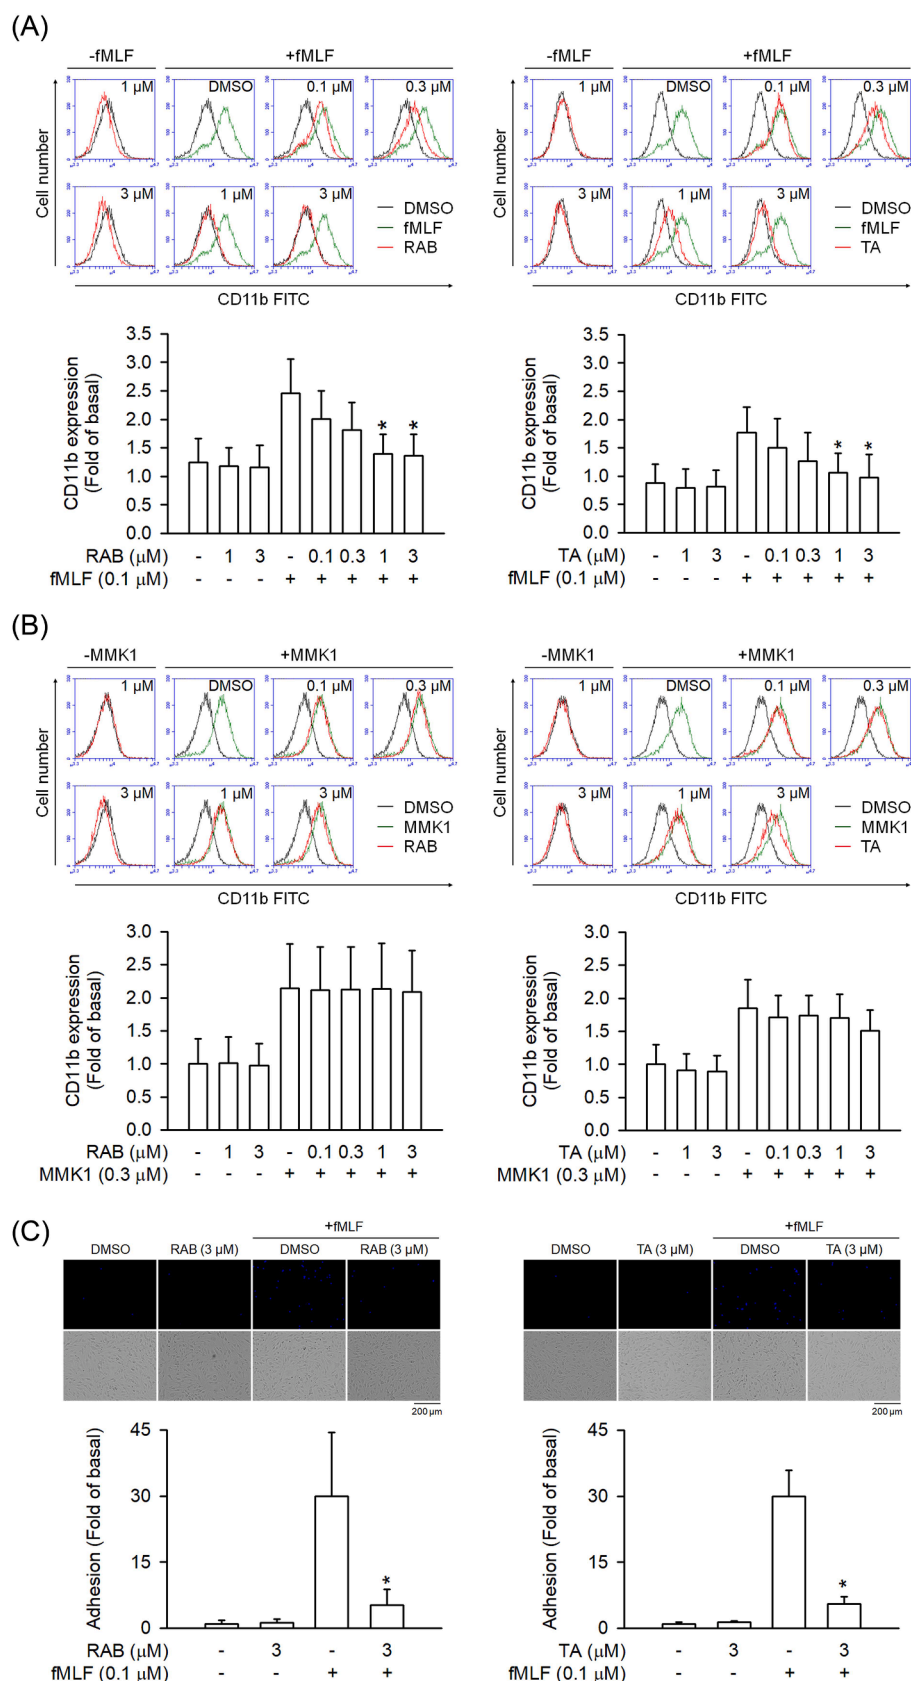 (A)
-fMLF +fMLF
1 µM DMSO 0.1 µM 0.3 µM
3 µM 1 µM 3 µM
Cell number
DMSO
fMLF
RAB
CD11b FITC
-fMLF +fMLF
1 µM DMSO 0.1 µM 0.3 µM
3 µM 1 µM 3 µM
Cell number
DMSO
fMLF
TA
CD11b FITC
CD11b expression
(Fold of basal)
3.5
3.0
2.5
2.0
1.5
1.0
0.5
0.0
* *
RAB (µM) - 1 3 - 0.1 0.3 1 3
fMLF (0.1 µM) - - - + + + + +
CD11b expression
(Fold of basal)
3.5
3.0
2.5
2.0
1.5
1.0
0.5
0.0
* *
TA (µM) - 1 3 - 0.1 0.3 1 3
fMLF (0.1 µM) - - - + + + + +
(B)
-MMK1 +MMK1
1 µM DMSO 0.1 µM 0.3 µM
3 µM 1 µM 3 µM
Cell number
DMSO
MMK1
RAB
CD11b FITC
-MMK1 +MMK1
1 µM DMSO 0.1 µM 0.3 µM
3 µM 1 µM 3 µM
Cell number
DMSO
MMK1
TA
CD11b FITC
CD11b expression
(Fold of basal)
3.0
2.5
2.0
1.5
1.0
0.5
0.0
RAB (µM) - 1 3 - 0.1 0.3 1 3
MMK1 (0.3 µM) - - - + + + + +
CD11b expression
(Fold of basal)
3.0
2.5
2.0
1.5
1.0
0.5
0.0
TA (µM) - 1 3 - 0.1 0.3 1 3
MMK1 (0.3 µM) - - - + + + + +
(C)
+fMLF
DMSO RAB (3 µM) DMSO RAB (3 µM)
200 µm
+fMLF
DMSO TA (3 µM) DMSO TA (3 µM)
200 µm
Adhesion (Fold of basal)
45
30
15
0
*
RAB (µM) - 3 - 3
fMLF (0.1 µM) - - + +
Adhesion (Fold of basal)
45
30
15
0
*
TA (µM) - 3 - 3
fMLF (0.1 µM) - - + +